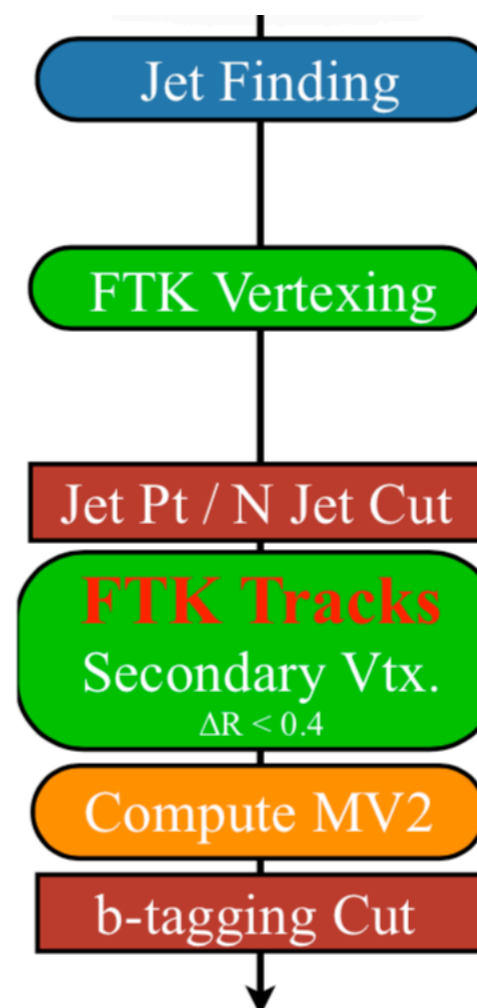 Jet Finding
FTK Vertexing
Jet Pt / N Jet Cut
FTK Tracks
Secondary Vtx.
ΔR < 0.4
Compute MV2
b-tagging Cut